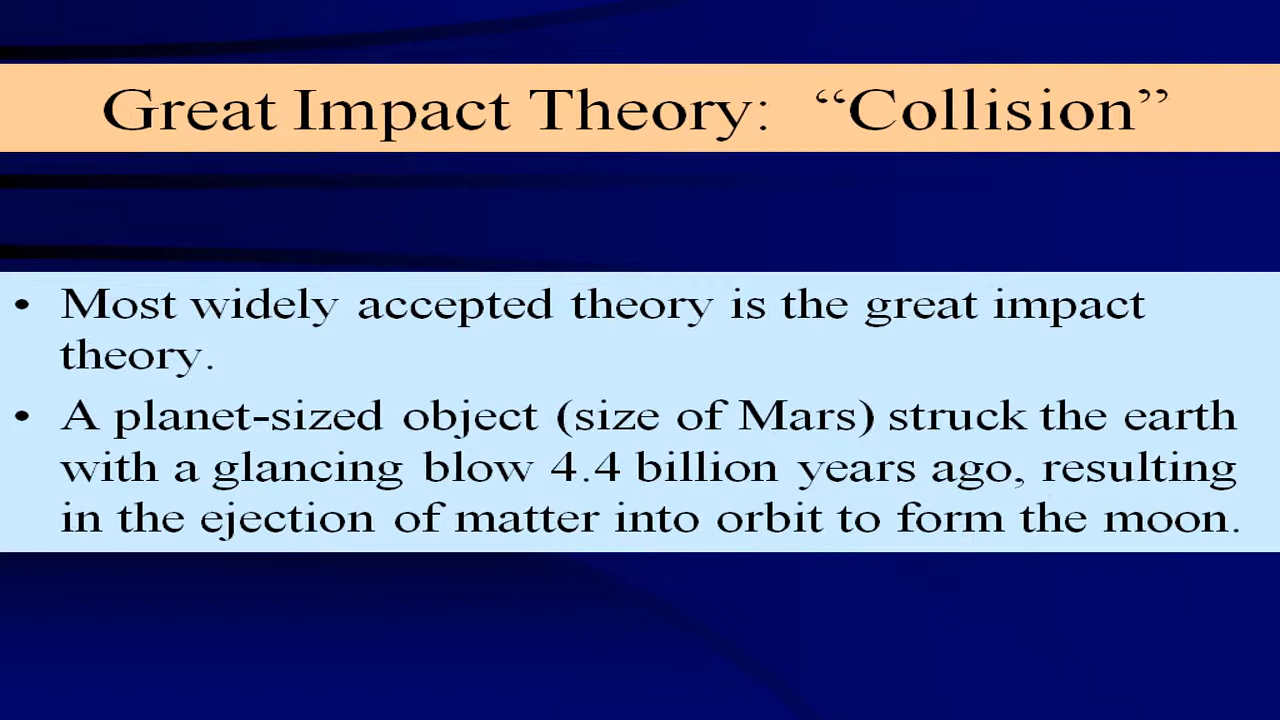 Great Impact Theory: “Collision”
• Most widely accepted theory is the great impact
theory.
• A planet-sized object (size of Mars) struck the earth
with a glancing blow 4.4 billion years ago, resulting
in the ejection of matter into orbit to form the moon.